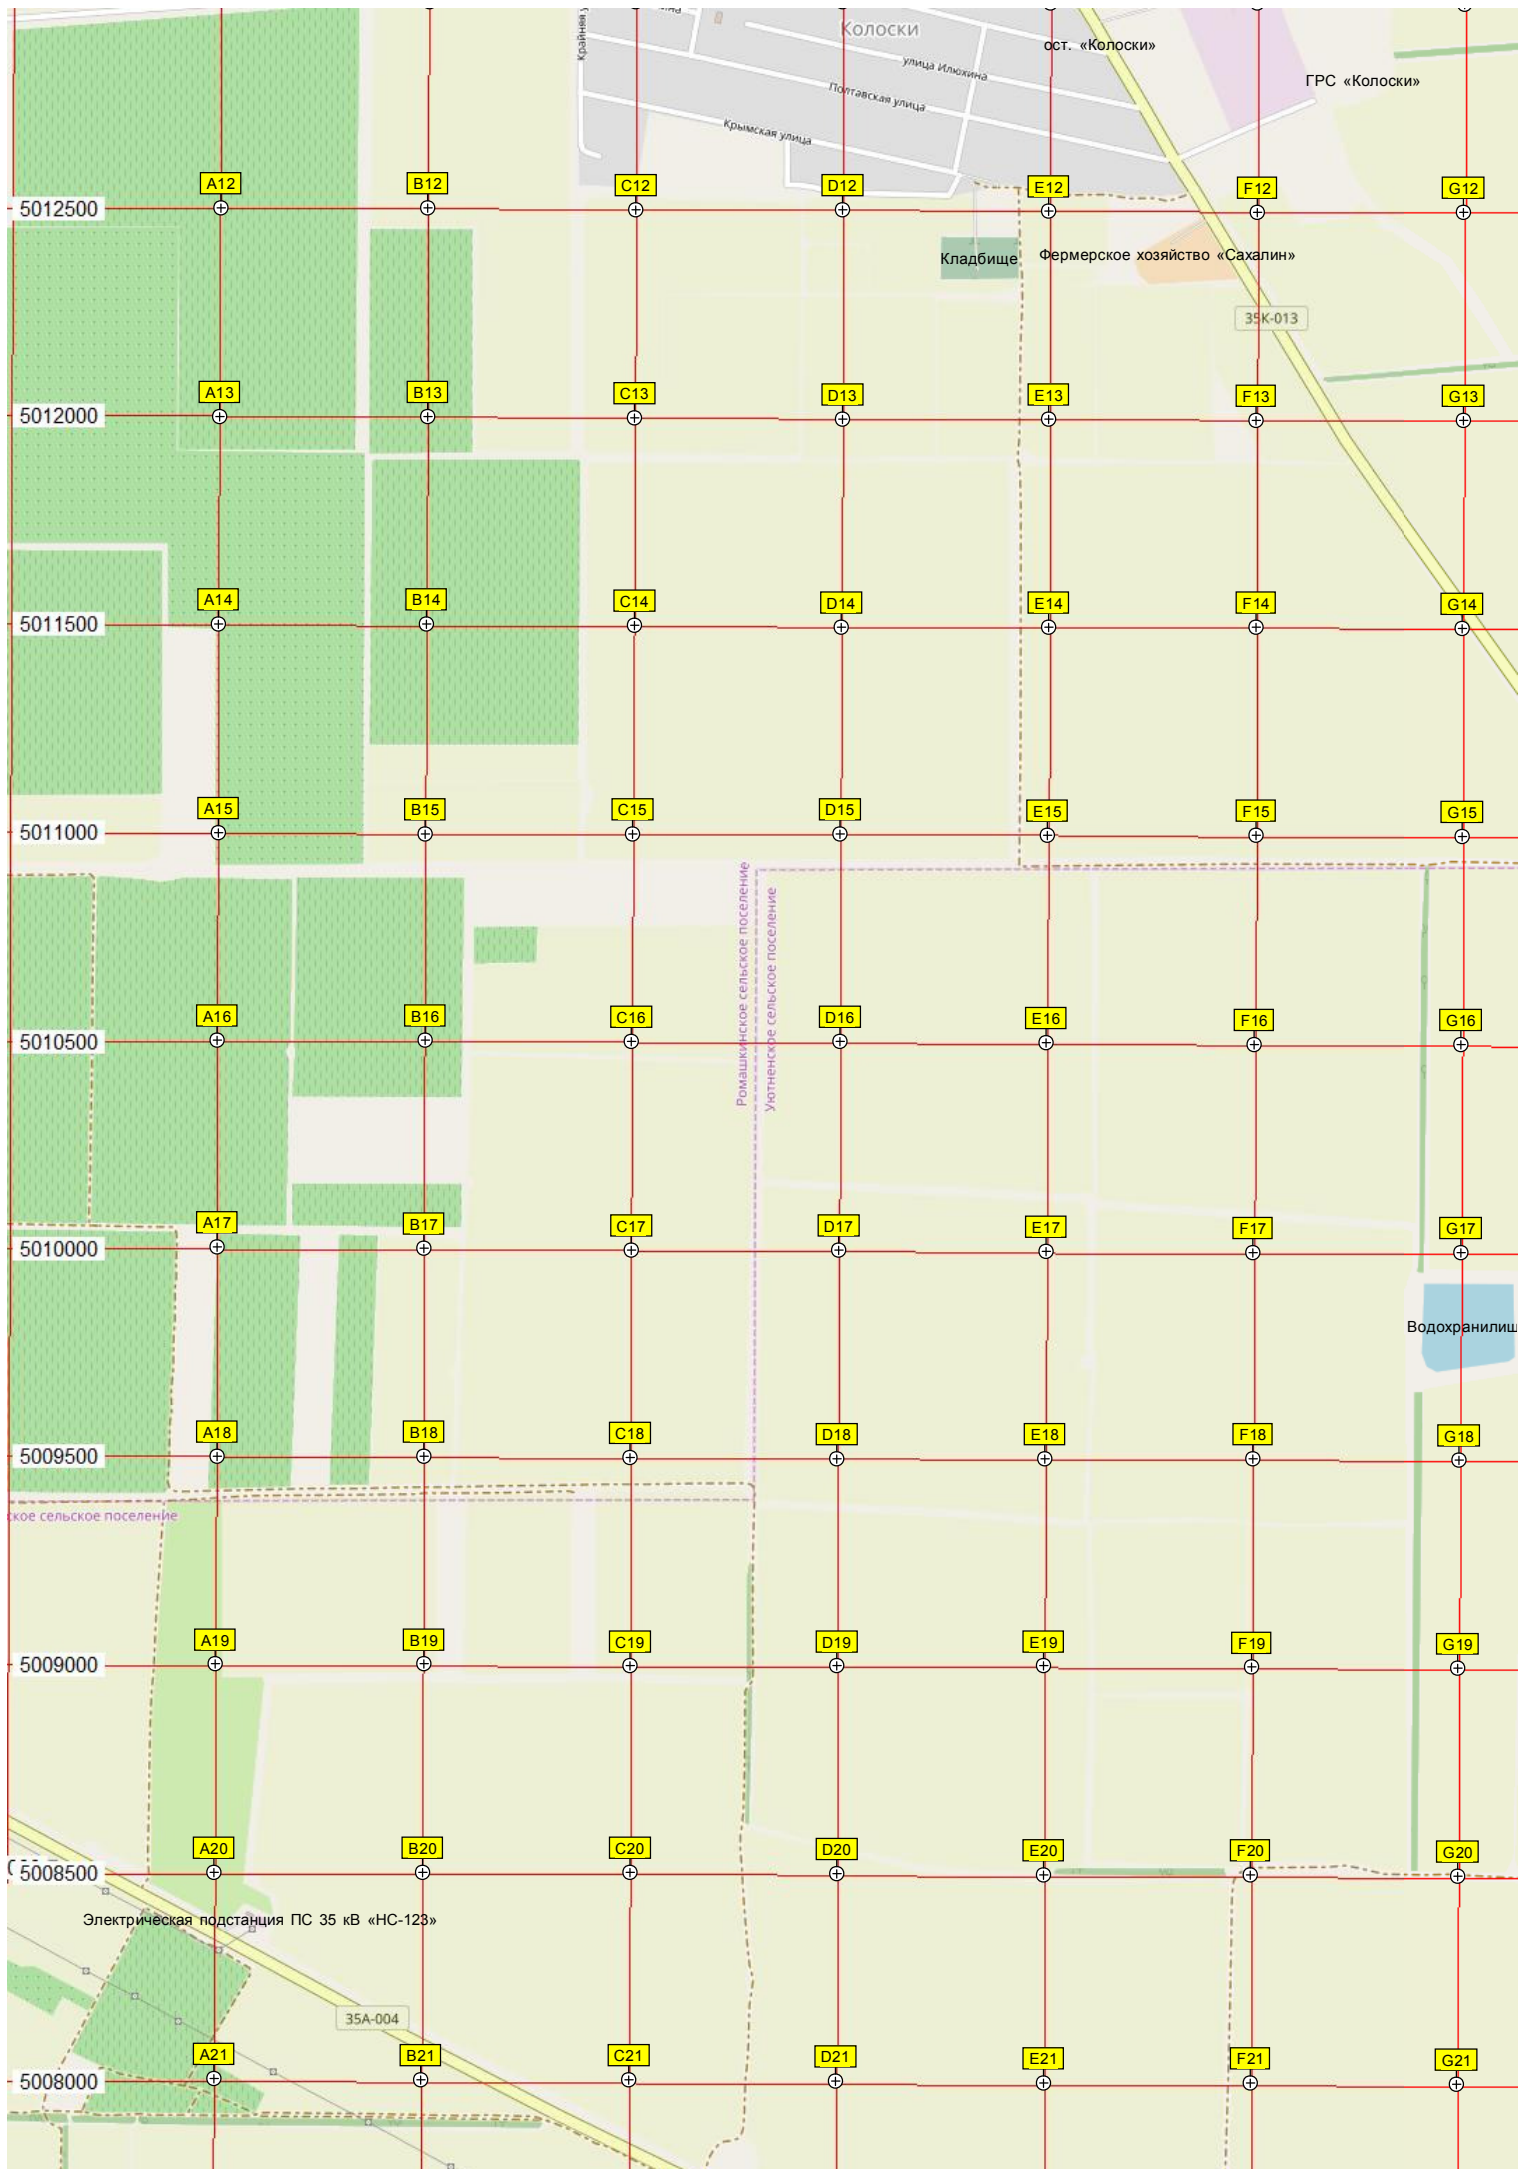 Колоски
ост. «Колоски»
Крайняя у
улица Илюхина
ГРС «Колоски»
Полтавская улица
Крымская улица
A12 B12 C12 D12 E12 F12 G12
5012500
Кладбище
Фермерское хозяйство «Сахалин»
35К-013
A13 B13 C13 D13 E13 F13 G13
5012000
A14 B14 C14 D14 E14 F14 G14
5011500
A15 B15 C15 D15 E15 F15 G15
5011000
Ромашкинское сельское поселение
Уютненское сельское поселение
A16 B16 C16 D16 E16 F16 G16
5010500
A17 B17 C17 D17 E17 F17 G17
5010000
Водохранилищ
A18 B18 C18 D18 E18 F18 G18
5009500
ское сельское поселение
A19 B19 C19 D19 E19 F19 G19
5009000
A20 B20 C20 D20 E20 F20 G20
5008500
Электрическая подстанция ПС 35 кВ «НС-123»
35А-004
A21 B21 C21 D21 E21 F21 G21
5008000